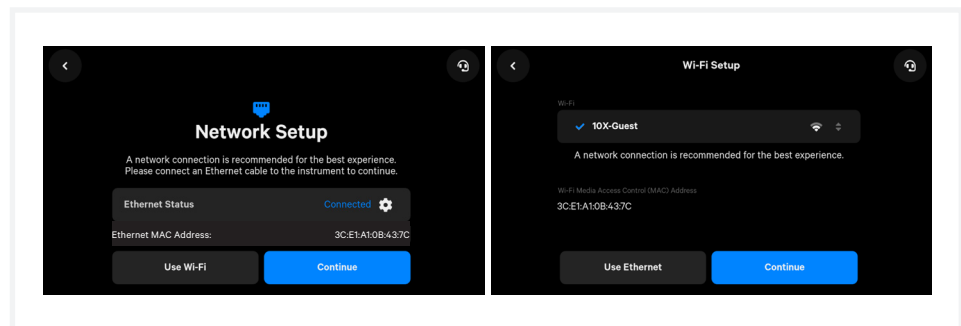 Network Setup
A network connection is recommended for the best experience.
Please connect an Ethernet cable to the instrument to continue.
Ethernet Status Connected
Ethernet MAC Address: 3C:E1:A1:0B:43:7C
Use Wi-Fi Continue
Wi-Fi Setup
Wi-Fi
10X-Guest
A network connection is recommended for the best experience.
Wi-Fi Media Access Control (MAC) Address
3C:E1:A1:0B:43:7C
Use Ethernet Continue